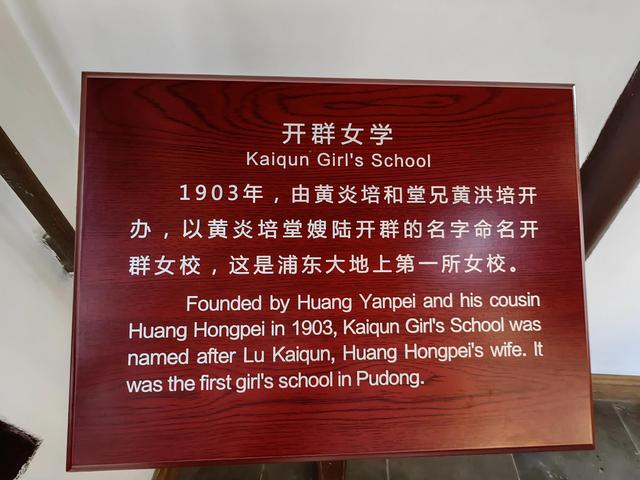 开群女学
Kaiqun Girl's School
1903年，由黄炎培和堂兄黄洪培开
办，以黄炎培堂嫂陆开群的名字命名开
群女校，这是浦东大地上第一所女校。
Founded by Huang Yanpei and his cousin
Huang Hongpei in 1903, Kaiqun Girl's School was
named after Lu Kaiqun, Huang Hongpei's wife. It
was the first girl's school in Pudong.